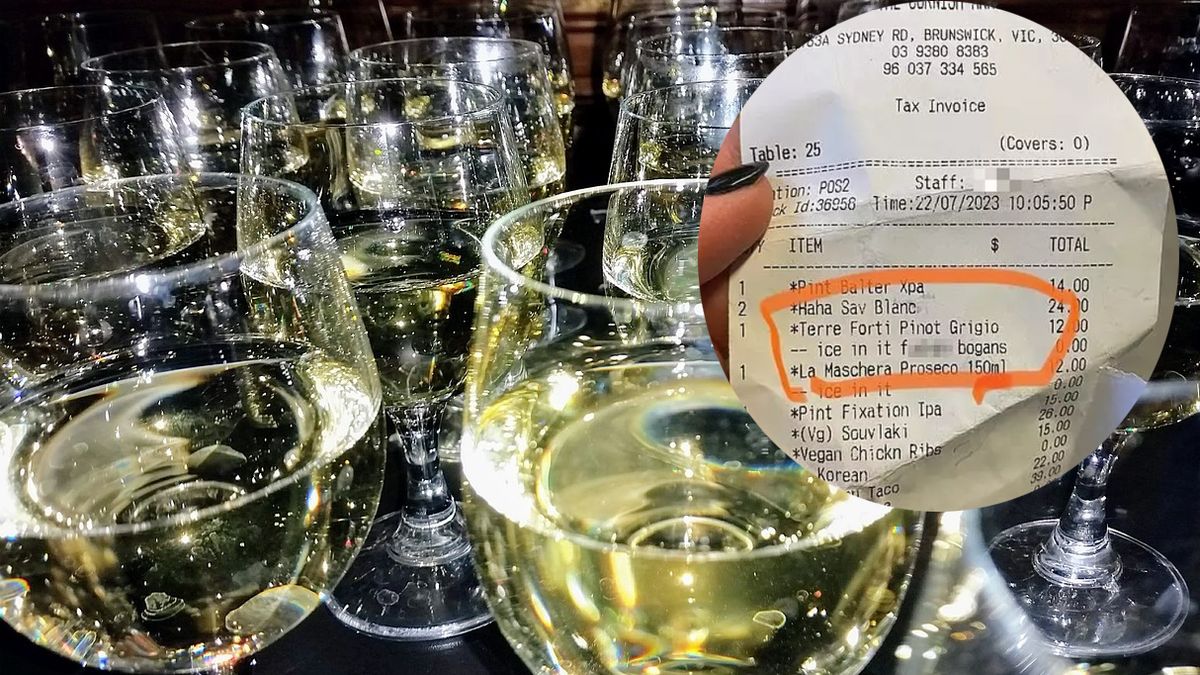 THE CORNISH
SYDNEY RD, BRUNSWICK, VIC,
03 9380 8383
96 037 334 565
Tax Invoice
Table: 25 (Covers: 0)
POS2 Staff:
Id:36956 Time:22/07/2023 10:05:50 P
ITEM $ TOTAL
1 *Pint Balter xpa 14.00
2 *Haha Sav Blanc 24.00
1 *Terre Forti Pinot Grigio 12.00
-- ice in it f bogans 0.00
1 *La Maschera Proseco 150ml 12.00
-- ice in it 0.00
*Pint Fixation Ipa 15.00
*(Vg) Souvlaki 26.00
*Vegan Chickn Ribs 15.00
Korean 0.00
Taco 22.00
39.00